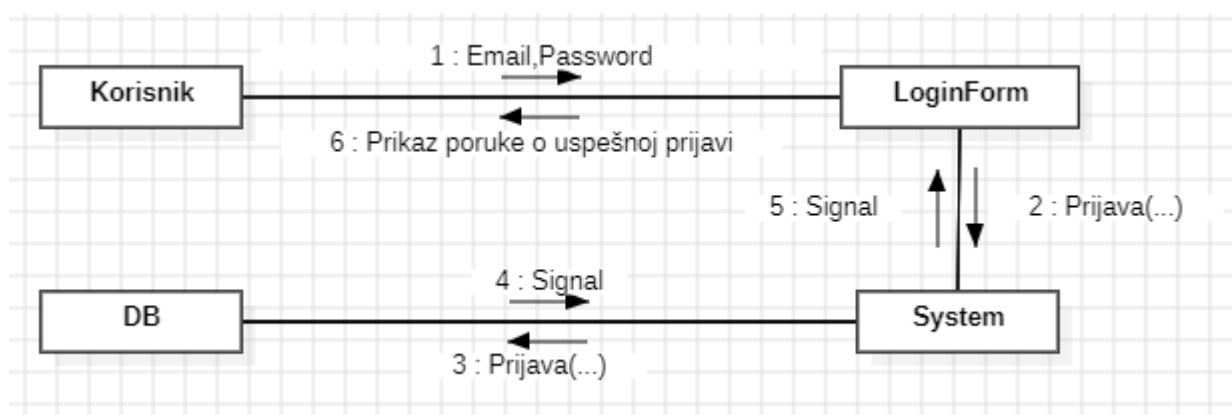 1 : Email,Password
Korisnik
LoginForm
6 : Prikaz poruke o uspešnoj prijavi
5 : Signal
2 : Prijava(...)
4 : Signal
DB
System
3 : Prijava(...)